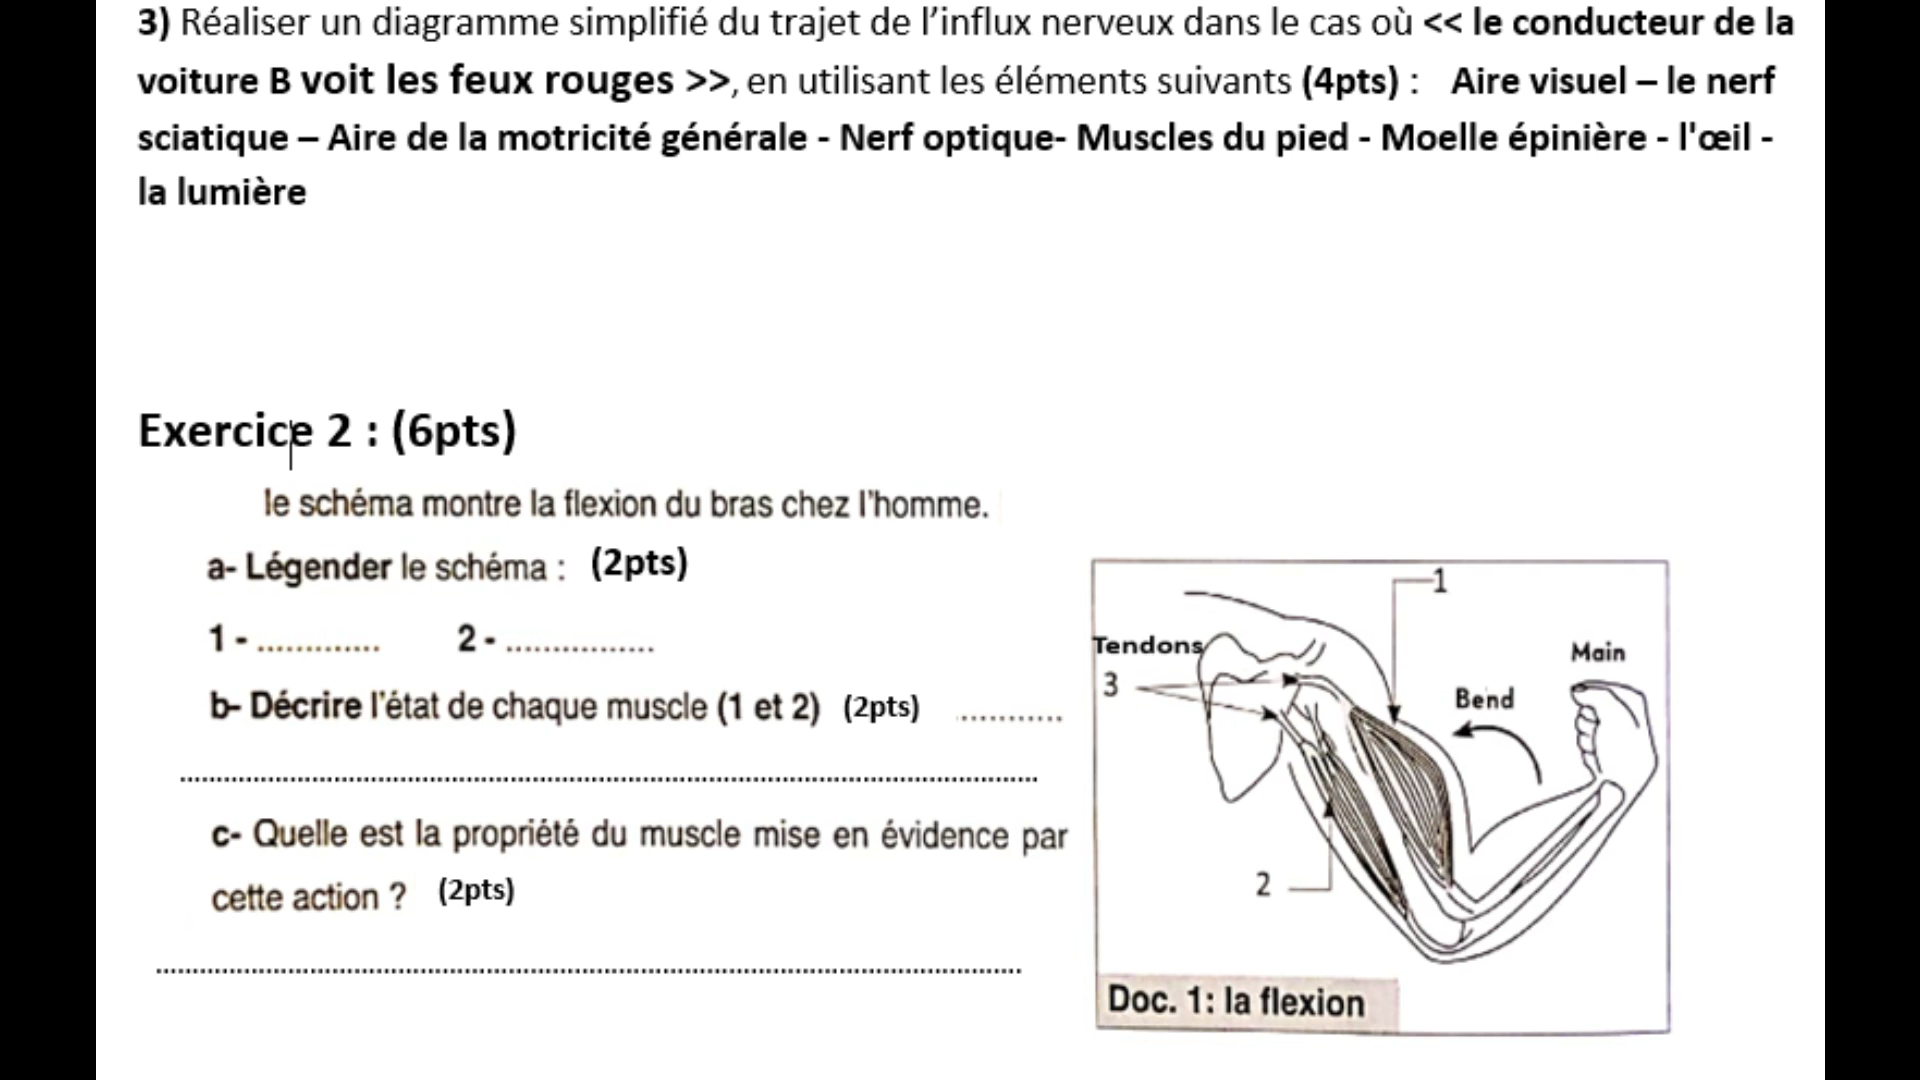 3) Réaliser un diagramme simplifié du trajet de l'influx nerveux dans le cas où << le conducteur de la
voiture B voit les feux rouges >>, en utilisant les éléments suivants (4pts) : Aire visuel – le nerf
sciatique – Aire de la motricité générale - Nerf optique- Muscles du pied - Moelle épinière - l'œil -
la lumière
Exercice 2 : (6pts)
le schéma montre la flexion du bras chez l'homme.
a- Légender le schéma : (2pts)
1 - ............. 2 - ................
b- Décrire l'état de chaque muscle (1 et 2) (2pts) ...........
c- Quelle est la propriété du muscle mise en évidence par
cette action ? (2pts)
1
Tendons
Main
3
Bend
2
Doc. 1: la flexion